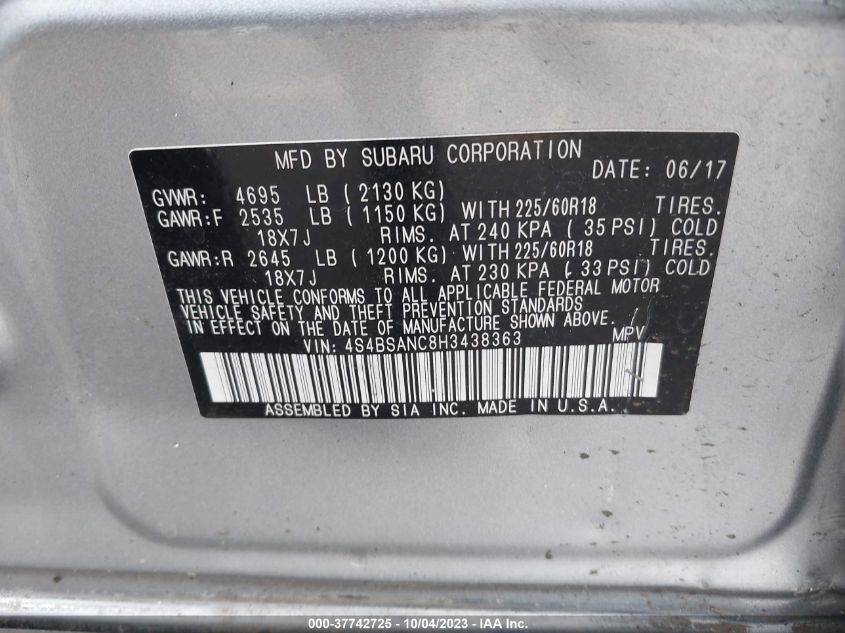 MFD BY SUBARU CORPORATION DATE: 06/17
GVWR: 4695 LB ( 2130 KG)
GAWR:F 2535 LB ( 1150 KG) WITH 225/60R18 TIRES.
18X7J RIMS. AT 240 KPA ( 35 PSI) COLD
GAWR:R 2645 LB ( 1200 KG) WITH 225/60R18 TIRES.
18X7J RIMS. AT 230 KPA ( 33 PSI) COLD
THIS VEHICLE CONFORMS TO ALL APPLICABLE FEDERAL MOTOR
VEHICLE SAFETY AND THEFT PREVENTION STANDARDS
IN EFFECT ON THE DATE OF MANUFACTURE SHOWN ABOVE.
VIN: 4S4BSANC8H3438363 MPV
ASSEMBLED BY SIA INC. MADE IN U.S.A.
000-37742725 - 10/04/2023 - IAA Inc.